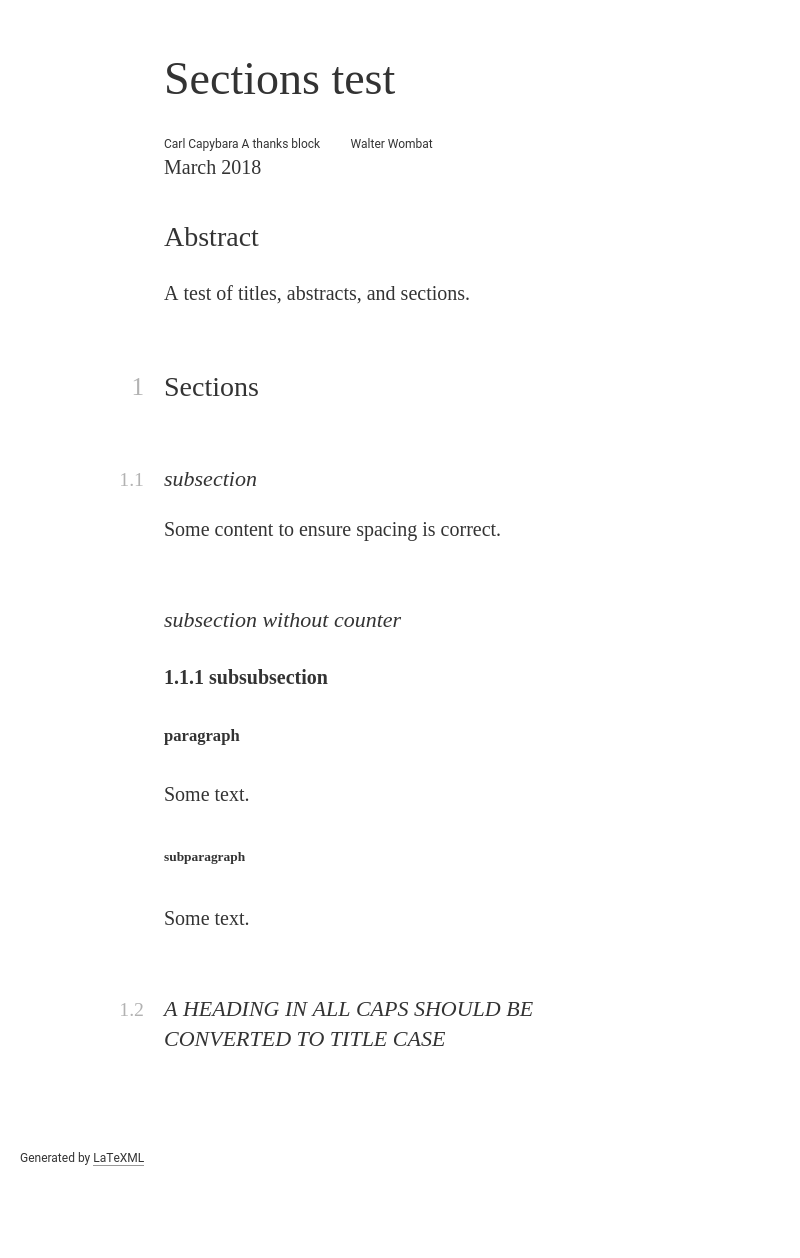 Sections test
Carl Capybara A thanks block Walter Wombat
March 2018
Abstract
A test of titles, abstracts, and sections.
1 Sections
1.1 subsection
Some content to ensure spacing is correct.
subsection without counter
1.1.1 subsubsection
paragraph
Some text.
subparagraph
Some text.
1.2 A HEADING IN ALL CAPS SHOULD BE
CONVERTED TO TITLE CASE
Generated by LaTeXML